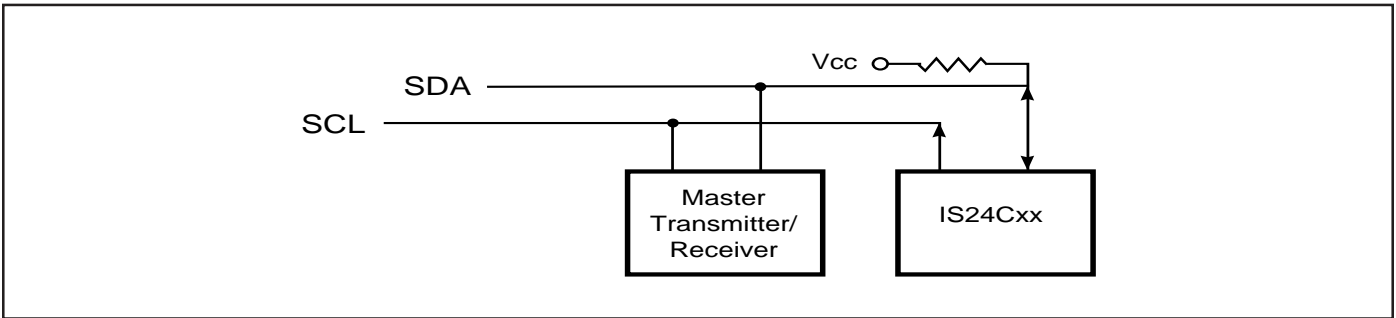 Vcc
SDA
SCL
Master
Transmitter/
Receiver
IS24Cxx